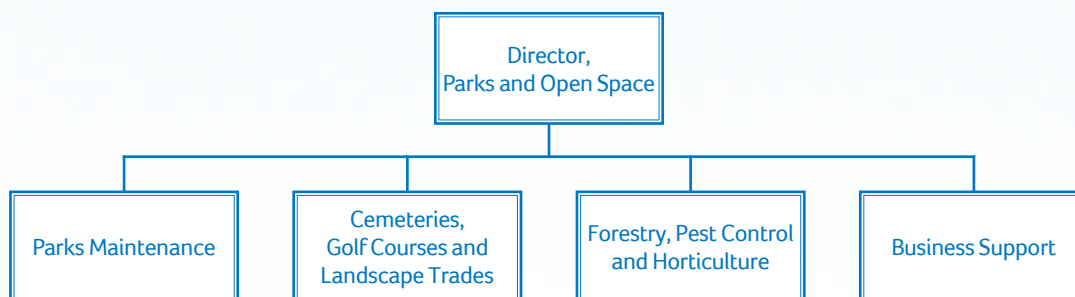 Director,
Parks and Open Space
Parks Maintenance
Cemeteries,
Golf Courses and
Landscape Trades
Forestry, Pest Control
and Horticulture
Business Support